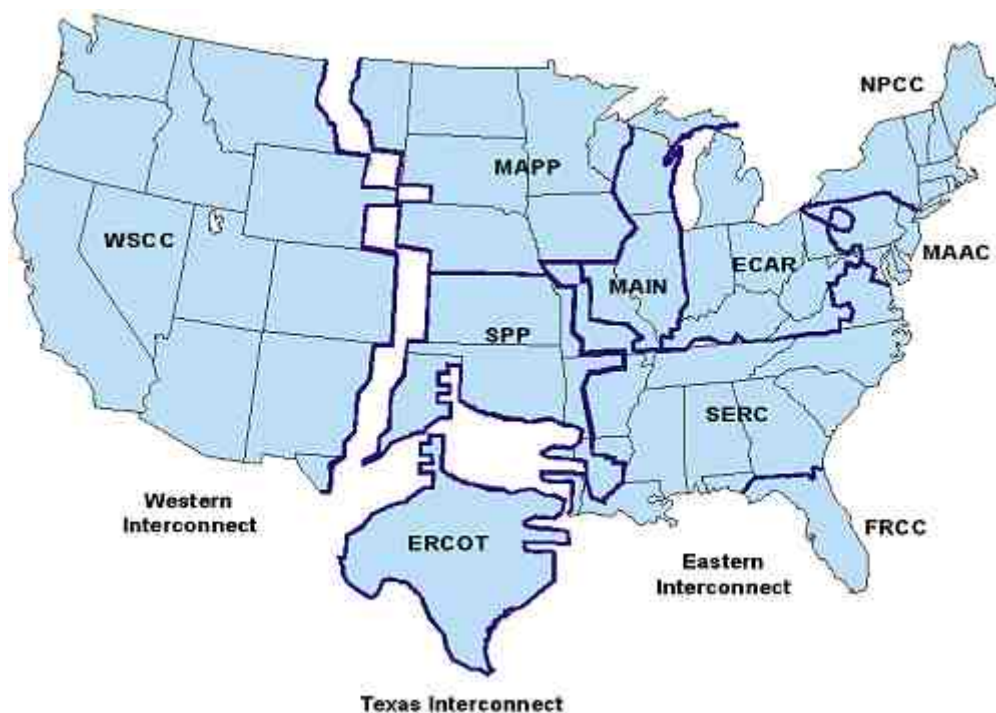 NPCC
MAPP
WSCC
MAAC
ECAR
MAIN
SPP
SERC
Western
Interconnect
FRCC
ERCOT
Eastern
Interconnect
Texas Interconnect